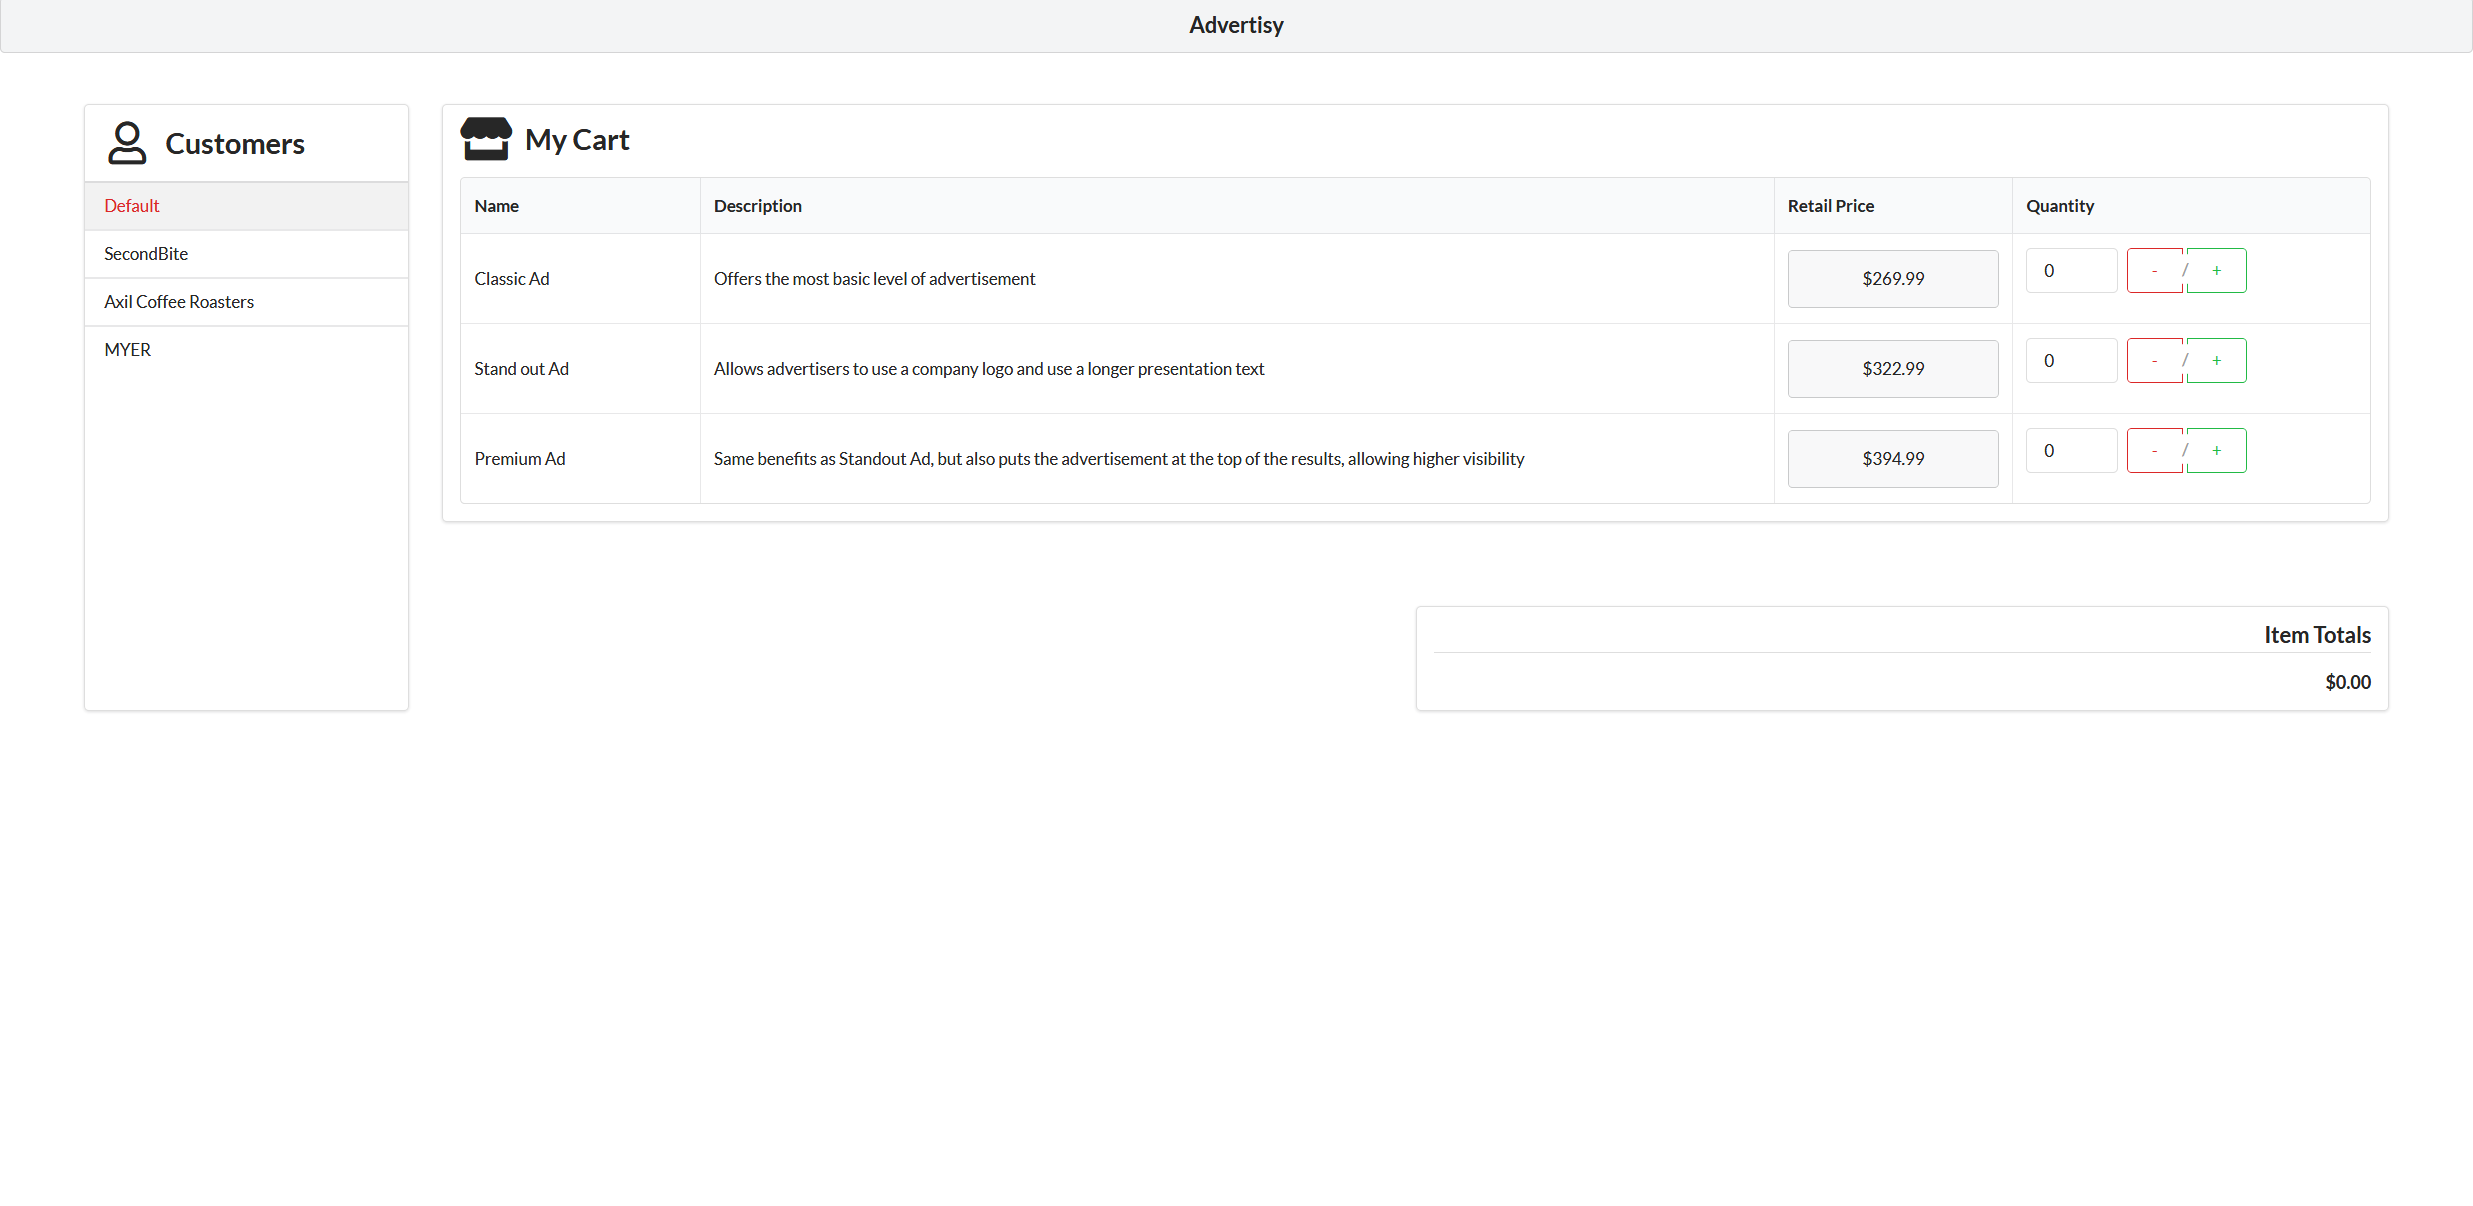 Advertisy
Customers
Default
SecondBite
Axil Coffee Roasters
MYER
My Cart
Name Description Retail Price Quantity
Classic Ad Offers the most basic level of advertisement $269.99 0 - / +
Stand out Ad Allows advertisers to use a company logo and use a longer presentation text $322.99 0 - / +
Premium Ad Same benefits as Standout Ad, but also puts the advertisement at the top of the results, allowing higher visibility $394.99 0 - / +
Item Totals
$0.00